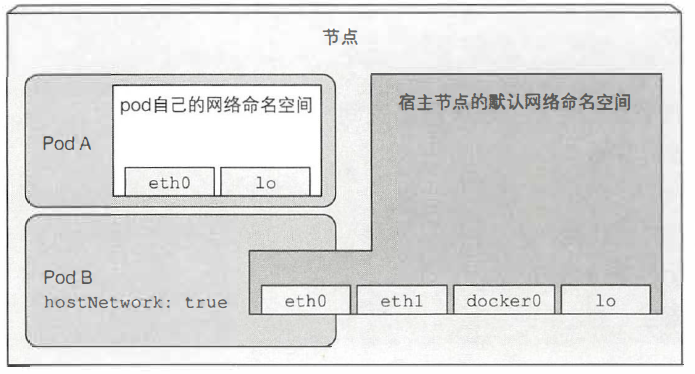 节点
pod自己的网络命名空间
Pod A
eth0
lo
宿主节点的默认网络命名空间
Pod B
hostNetwork: true
eth0
eth1
docker0
lo